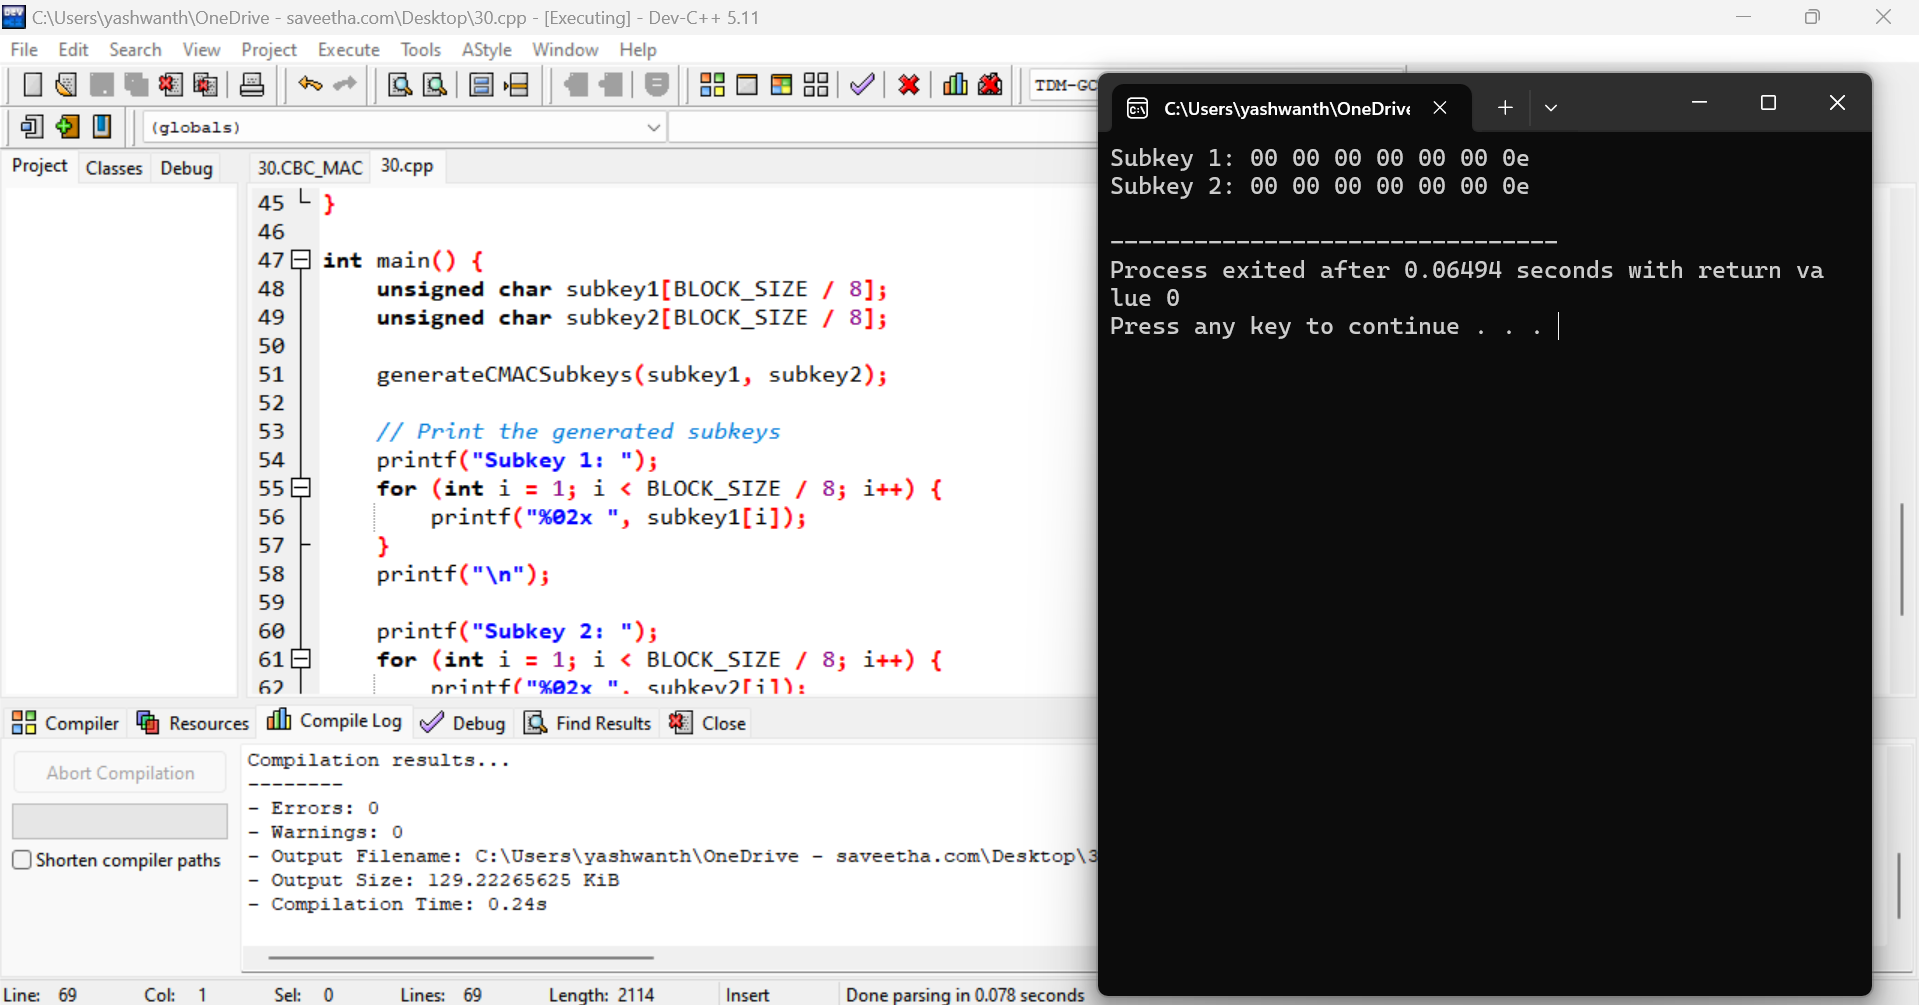 C:\Users\yashwanth\OneDrive - saveetha.com\Desktop\30.cpp - [Executing] - Dev-C++ 5.11
File Edit Search View Project Execute Tools AStyle Window Help
TDM-GC
(globals)
Project Classes Debug
30.CBC_MAC 30.cpp
45 }
46
47 int main() {
48 unsigned char subkey1[BLOCK_SIZE / 8];
49 unsigned char subkey2[BLOCK_SIZE / 8];
50
51 generateCMACSubkeys(subkey1, subkey2);
52
53 // Print the generated subkeys
54 printf("Subkey 1: ");
55 for (int i = 1; i < BLOCK_SIZE / 8; i++) {
56 printf("%02x ", subkey1[i]);
57 }
58 printf("\n");
59
60 printf("Subkey 2: ");
61 for (int i = 1; i < BLOCK_SIZE / 8; i++) {
62 printf("%02x ", subkey2[i]);
C:\Users\yashwanth\OneDrive
Subkey 1: 00 00 00 00 00 00 0e
Subkey 2: 00 00 00 00 00 00 0e
--------------------------------
Process exited after 0.06494 seconds with return va
lue 0
Press any key to continue . . .
Compiler Resources Compile Log Debug Find Results Close
Abort Compilation
Shorten compiler paths
Compilation results...
--------
- Errors: 0
- Warnings: 0
- Output Filename: C:\Users\yashwanth\OneDrive - saveetha.com\Desktop\3
- Output Size: 129.22265625 KiB
- Compilation Time: 0.24s
Line: 69 Col: 1 Sel: 0 Lines: 69 Length: 2114 Insert Done parsing in 0.078 seconds